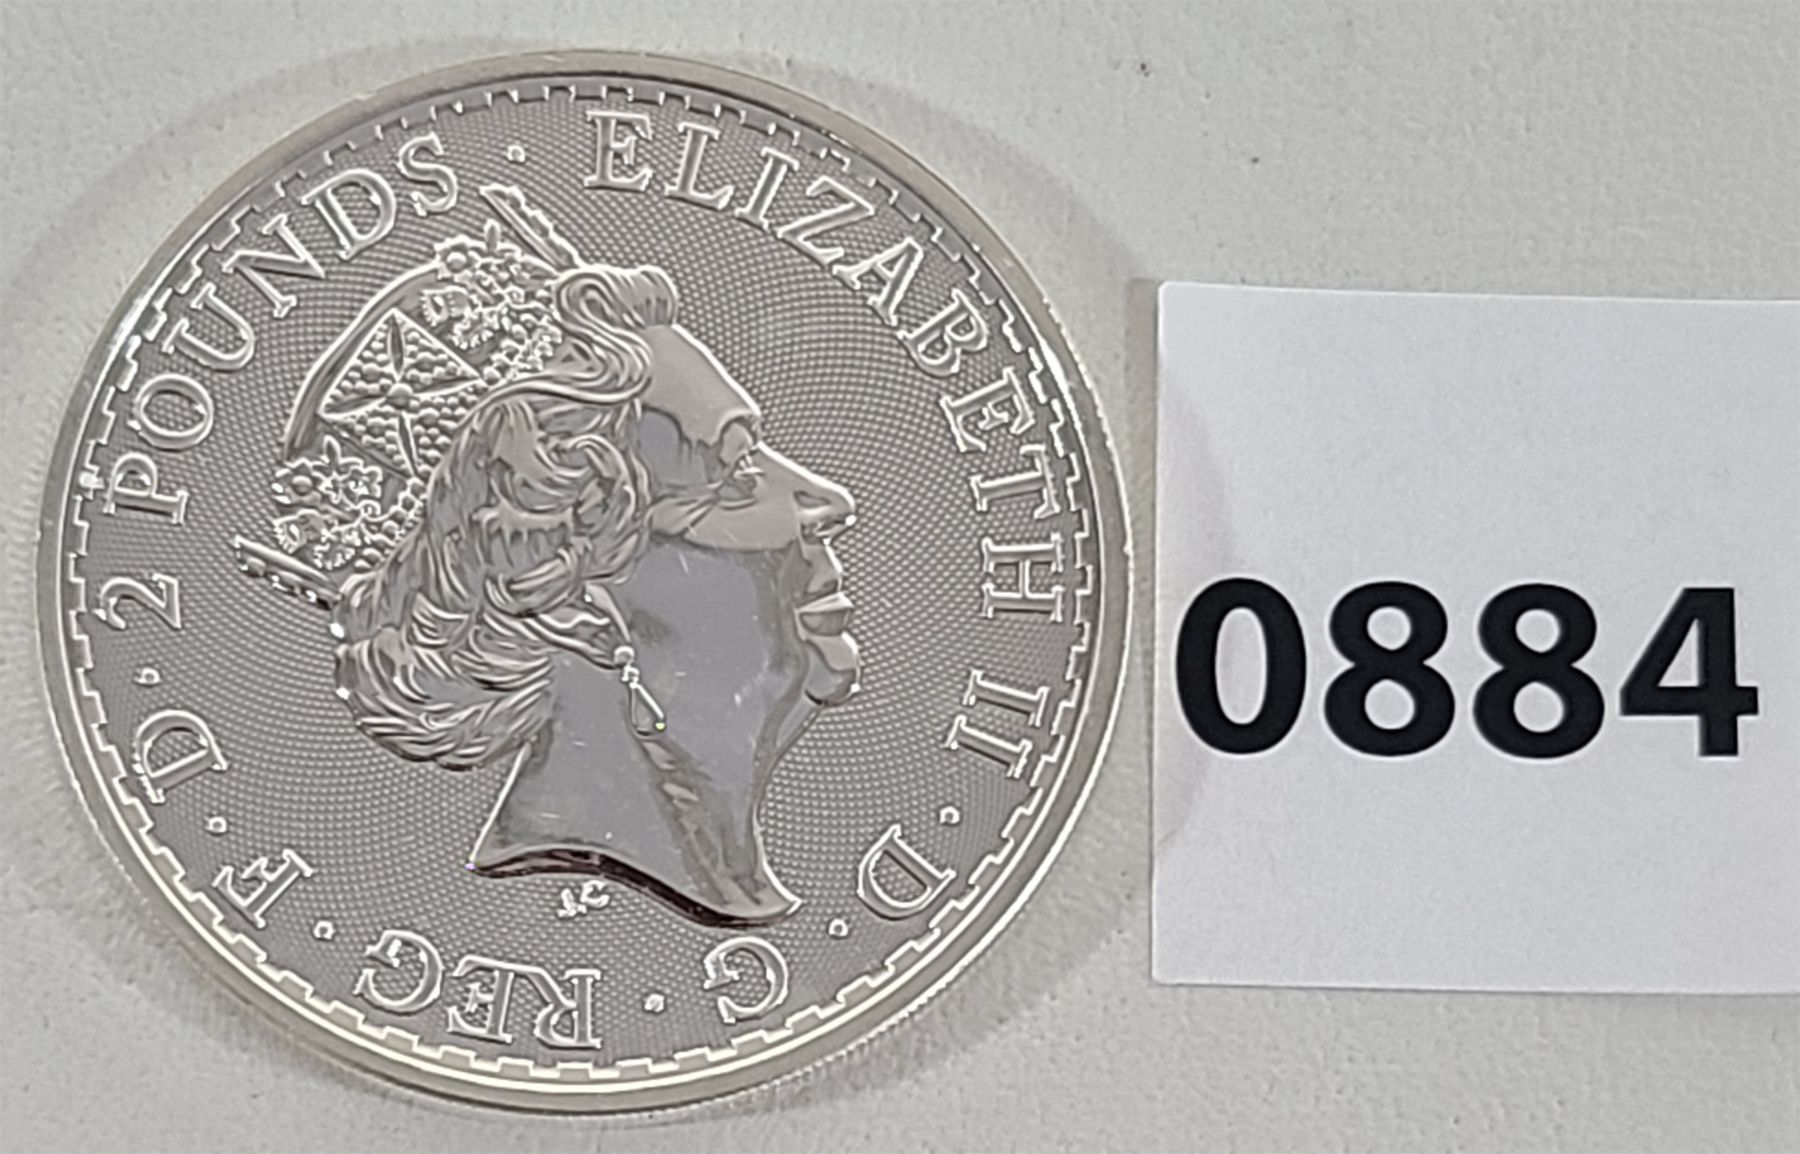 ELIZABETH II · D · G · REG · F · D · 2 POUNDS ·
J.C
0884